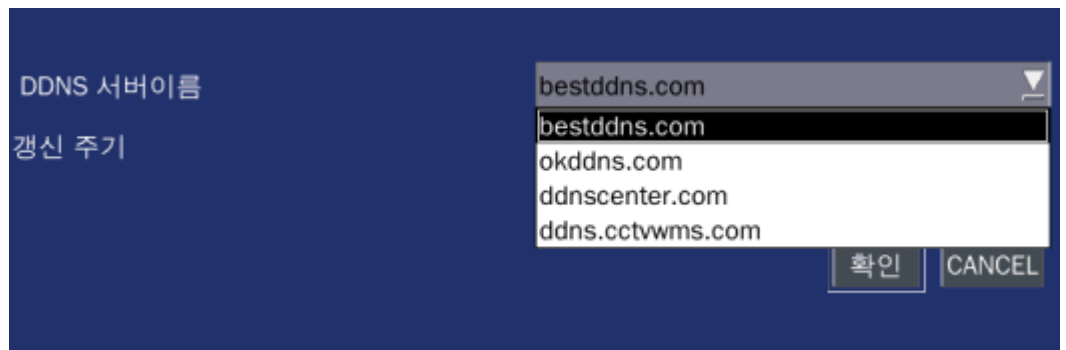 DDNS 서버이름
bestddns.com
bestddns.com
갱신 주기
okddns.com
ddnscenter.com
ddns.cctvwms.com
확인
CANCEL